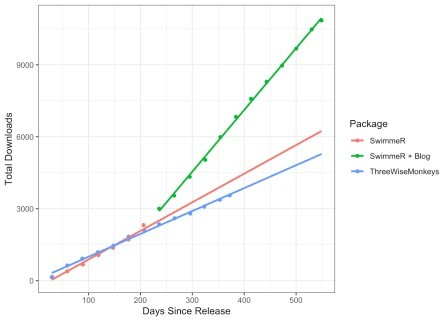 9000
6000
3000
0
Total Downloads
100
200
300
400
500
Days Since Release
Package
SwimmeR
SwimmeR + Blog
ThreeWiseMonkeys